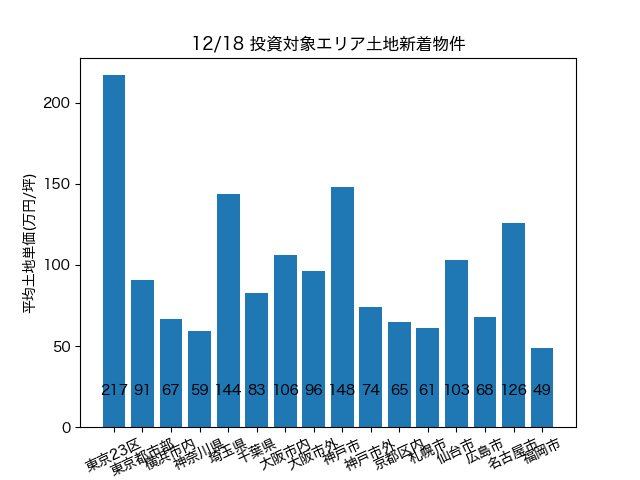 12/18 投資対象エリア土地新着物件
平均土地単価(万円/坪)
200
150
100
50
0
217 91 67 59 144 83 106 96 148 74 65 61 103 68 126 49
東京23区 東京都市部 横浜市内 神奈川県 埼玉県 千葉県 大阪市内 大阪市外 神戸市 神戸市外 京都区内 札幌市 仙台市 広島市 名古屋市 福岡市